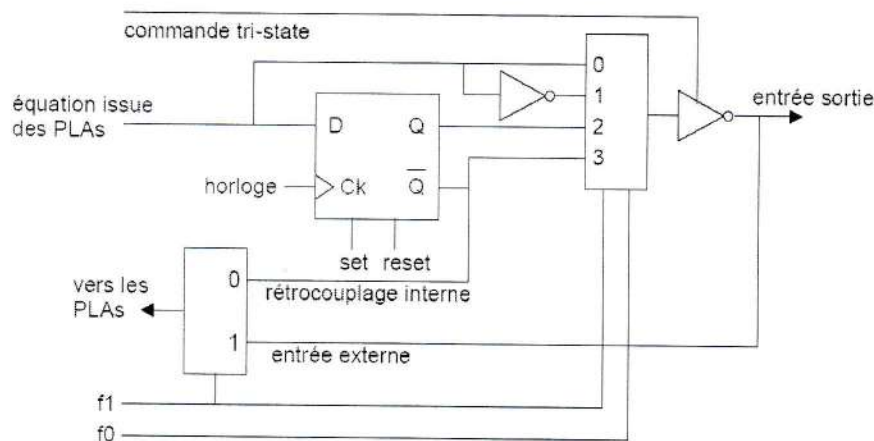 commande tri-state
0
équation issue
des PLAs
1
entrée sortie
D
Q
2
3
horloge
Ck
Q
set
reset
vers les
PLAs
0
rétrocouplage interne
1
entrée externe
f1
f0